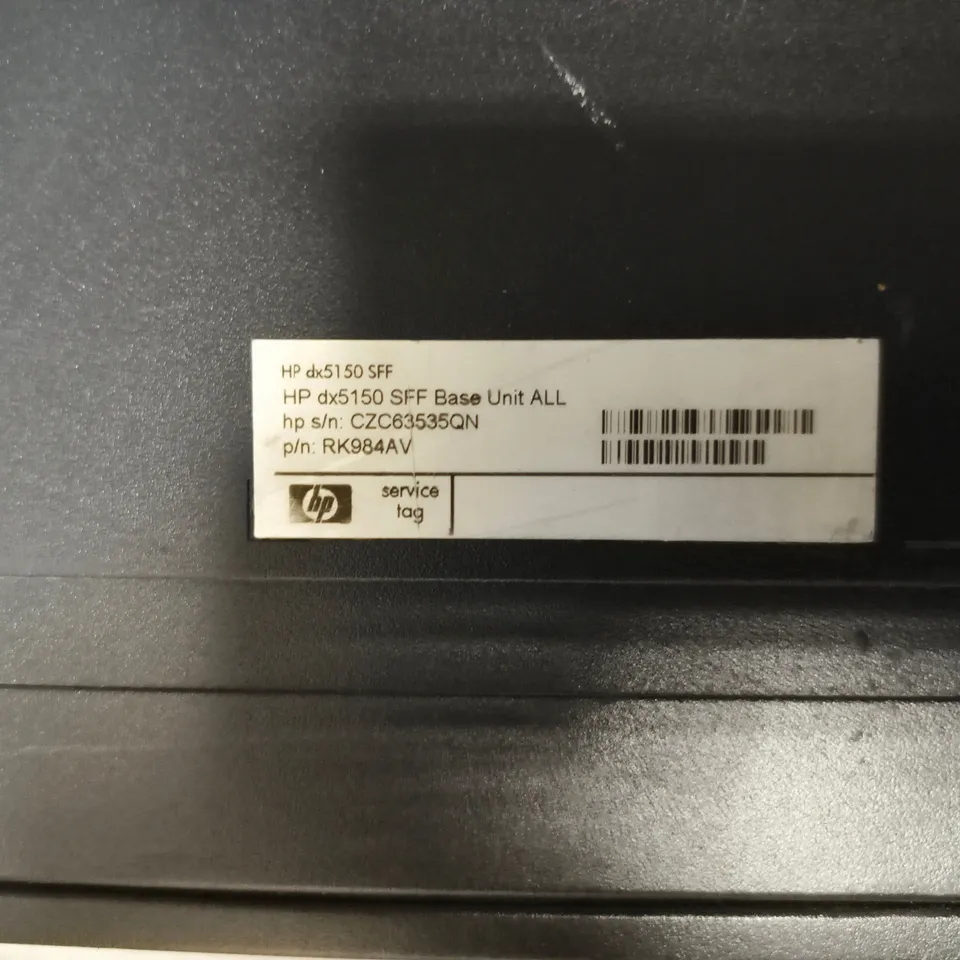 HP dx5150 SFF
HP dx5150 SFF Base Unit ALL
hp s/n: CZC63535QN
p/n: RK984AV
hp
service
tag